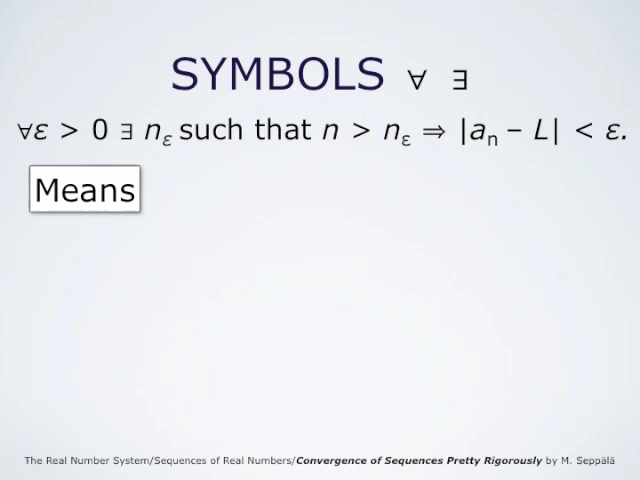 SYMBOLS ∀ ∃
∀ε > 0 ∃ nε such that n > nε ⇒ |an – L| < ε.
Means
The Real Number System/Sequences of Real Numbers/Convergence of Sequences Pretty Rigorously by M. Seppälä